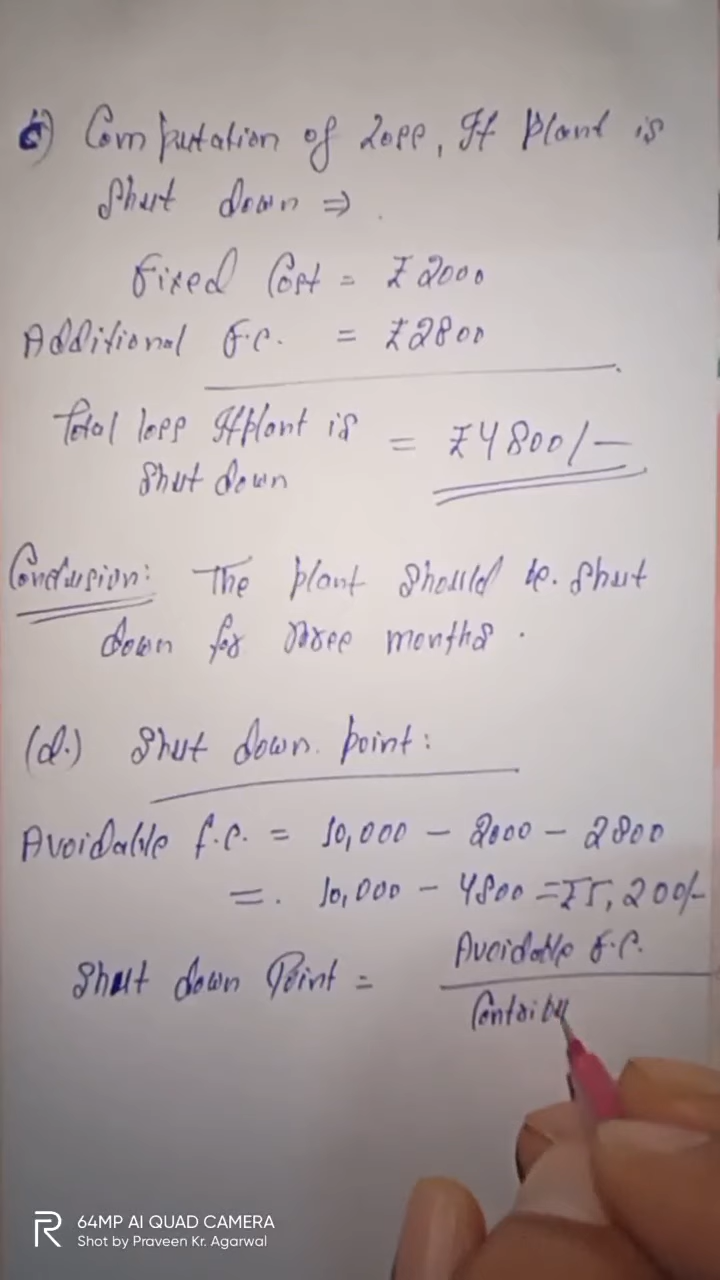 c) Computation of loss, If plant is
Shut down ⇒
Fixed Cost = ₹2000
Additional F.C. = ₹2800
Total loss If plant is = ₹4800/-
Shut down
Conclusion: The plant should be shut
down for three months.
(d.) Shut down point:
Avoidable F.C. = 10,000 - 2000 - 2800
= 10,000 - 4800 = ₹5,200/-
Shut down Point = Avoidable F.C.
Contribu
64MP AI QUAD CAMERA
Shot by Praveen Kr. Agarwal